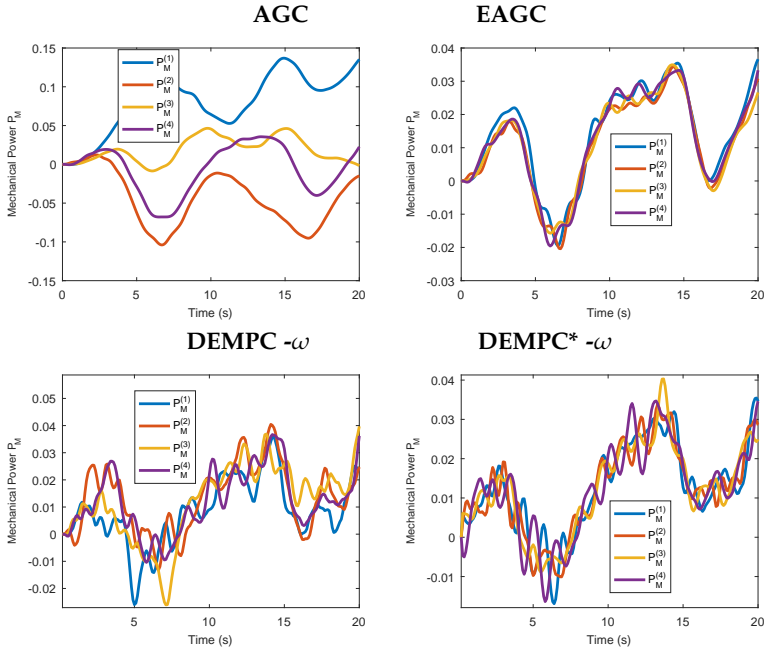 AGC
EAGC
0.15
0.1
0.05
0
-0.05
-0.1
-0.15
Mechanical Power P_M
P_M^(1)
P_M^(2)
P_M^(3)
P_M^(4)
0 5 10 15 20
Time (s)
0.04
0.03
0.02
0.01
0
-0.01
-0.02
-0.03
Mechanical Power P_M
P_M^(1)
P_M^(2)
P_M^(3)
P_M^(4)
0 5 10 15 20
Time (s)
DEMPC -ω
DEMPC* -ω
0.05
0.04
0.03
0.02
0.01
0
-0.01
-0.02
Mechanical Power P_M
P_M^(1)
P_M^(2)
P_M^(3)
P_M^(4)
5 10 15 20
Time (s)
0.04
0.03
0.02
0.01
0
-0.01
Mechanical Power P_M
P_M^(1)
P_M^(2)
P_M^(3)
P_M^(4)
5 10 15 20
Time (s)